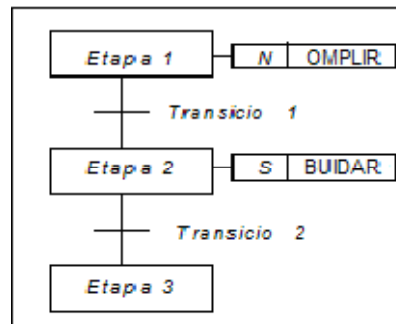 Etapa 1 N OMPLIR
Transicio 1
Etapa 2 S BUIDAR
Transicio 2
Etapa 3